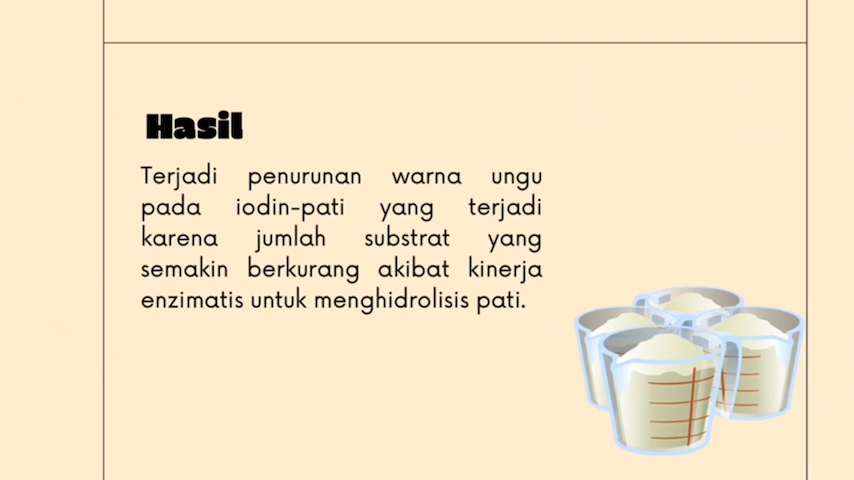 Hasil
Terjadi penurunan warna ungu
pada iodin-pati yang terjadi
karena jumlah substrat yang
semakin berkurang akibat kinerja
enzimatis untuk menghidrolisis pati.